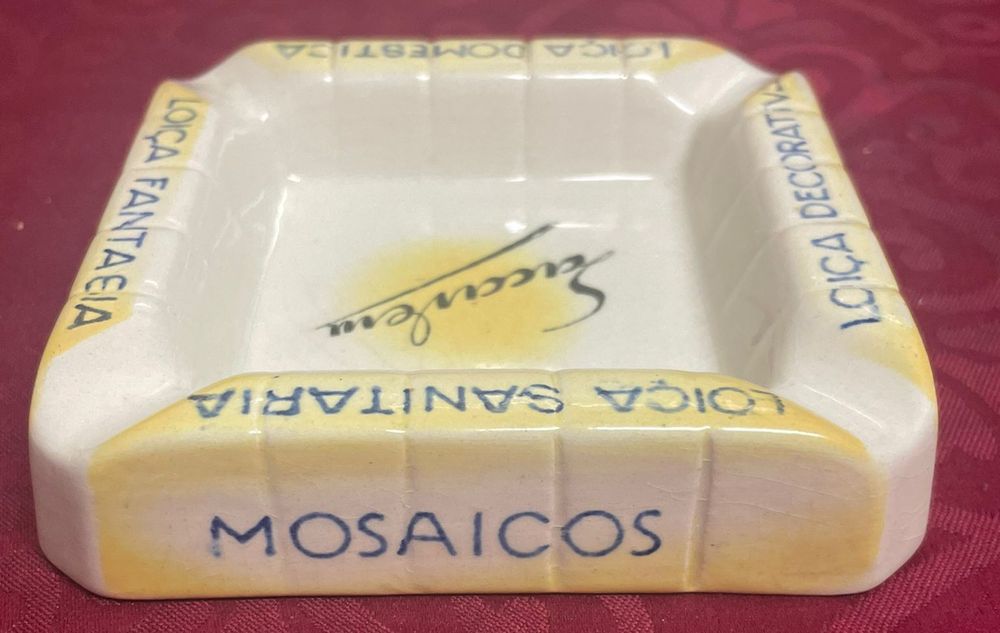 LOIÇA DOMESTICA
LOIÇA FANTASIA
LOIÇA DECORATIVA
Sacavem
LOIÇA SANITARIA
MOSAICOS